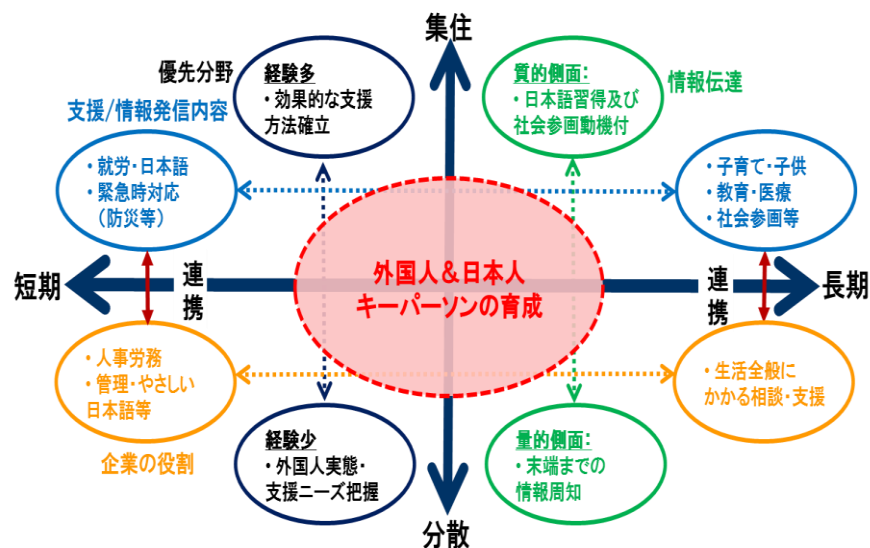 集住
優先分野
経験多
・効果的な支援
方法確立
質的側面：
・日本語習得及び
社会参画動機付
情報伝達
支援/情報発信内容
・就労・日本語
・緊急時対応
（防災等）
・子育て・子供
・教育・医療
・社会参画等
短期
連携
外国人＆日本人
キーパーソンの育成
連携
長期
・人事労務
・管理・やさしい
日本語等
・生活全般に
かかる相談・支援
企業の役割
経験少
・外国人実態・
支援ニーズ把握
量的側面：
・末端までの
情報周知
分散